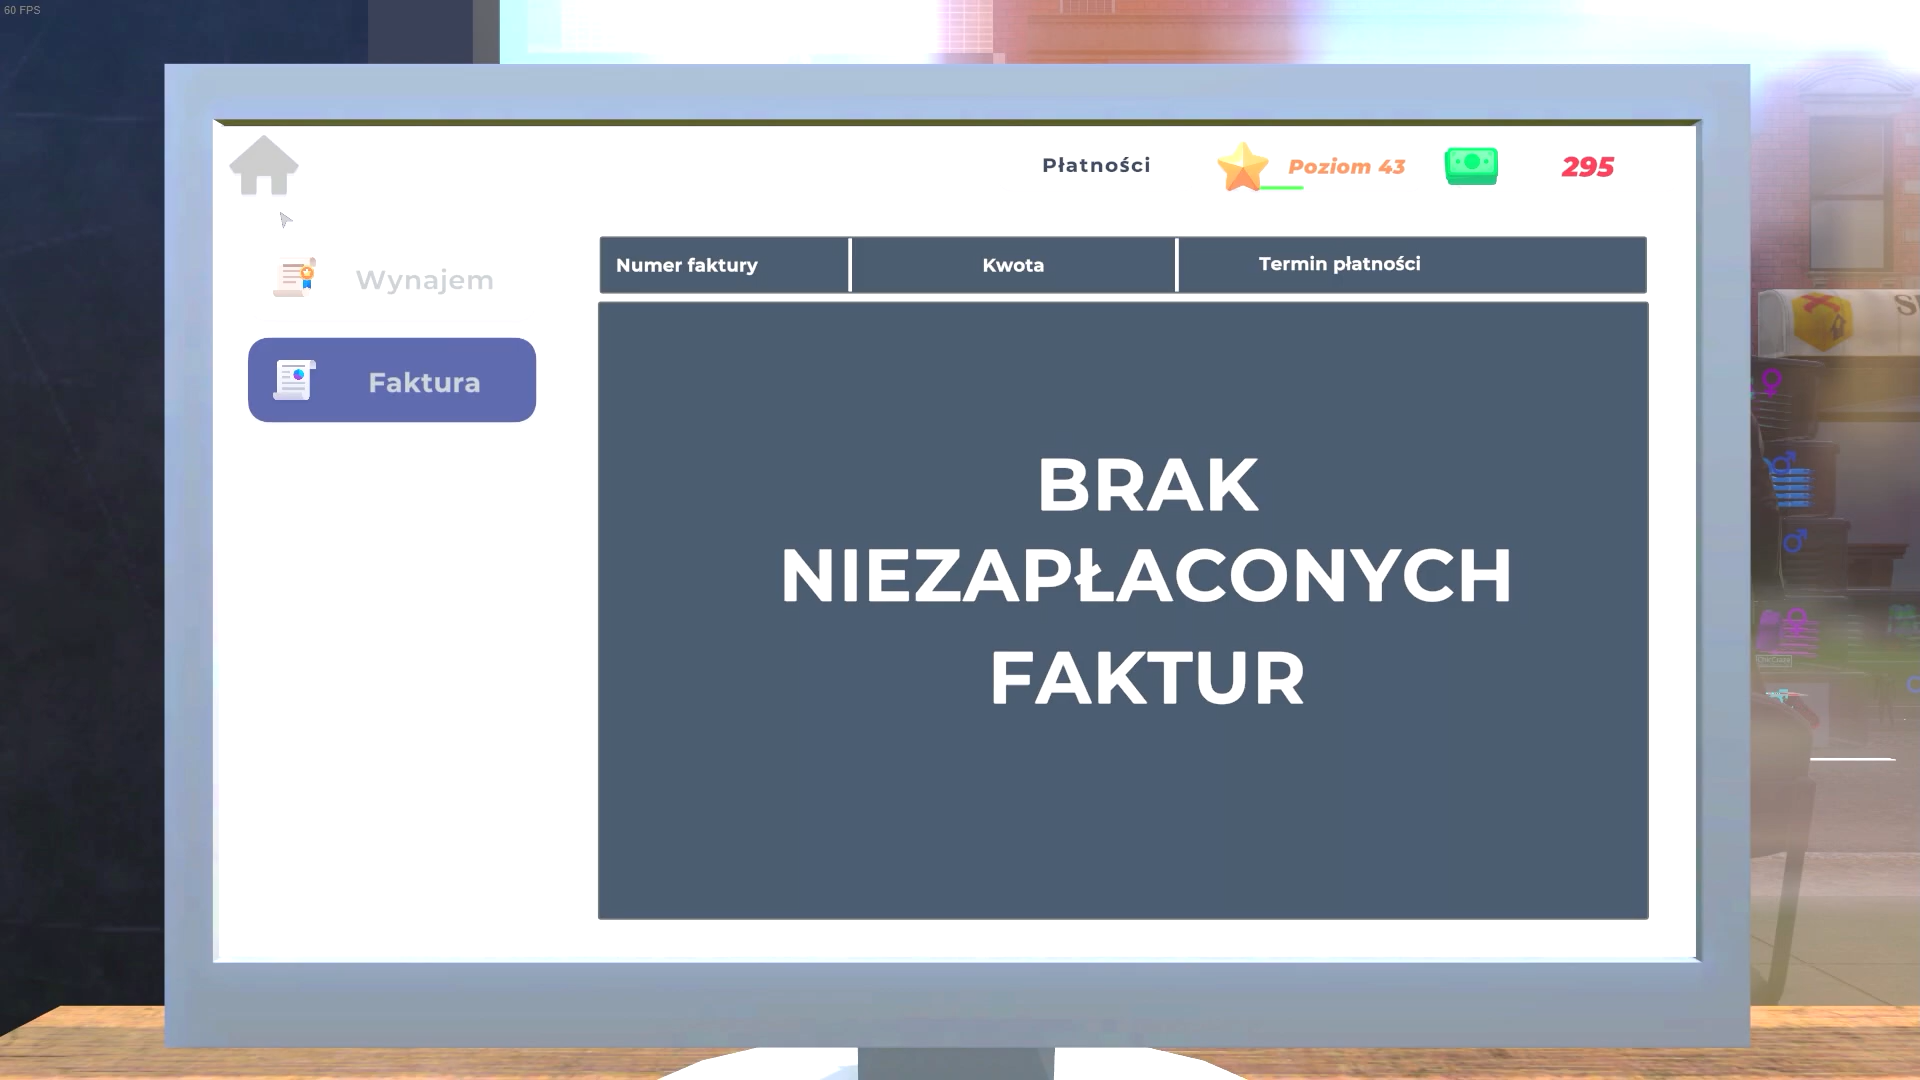 60 FPS
Płatności
Poziom 43
295
Wynajem
Faktura
Numer faktury
Kwota
Termin płatności
BRAK
NIEZAPŁACONYCH
FAKTUR